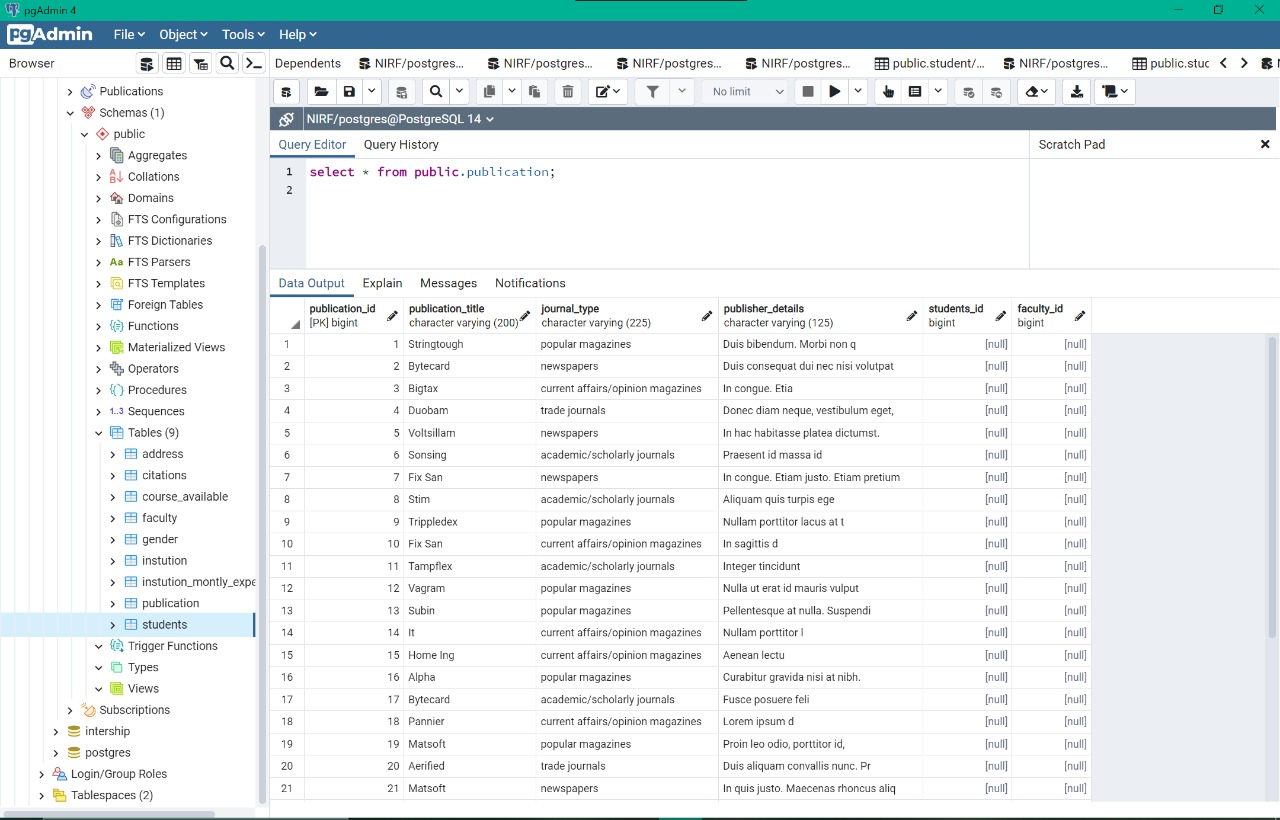 pgAdmin 4
pgAdmin File Object Tools Help
Browser
Dependents NIRF/postgres... NIRF/postgres... NIRF/postgres... NIRF/postgres... public.student/... NIRF/postgres... public.stuc
Publications
Schemas (1)
public
Aggregates
Collations
Domains
FTS Configurations
FTS Dictionaries
Aa FTS Parsers
FTS Templates
Foreign Tables
Functions
Materialized Views
Operators
Procedures
1..3 Sequences
Tables (9)
address
citations
course_available
faculty
gender
instution
instution_montly_expe
publication
students
Trigger Functions
Types
Views
Subscriptions
intership
postgres
Login/Group Roles
Tablespaces (2)
No limit
NIRF/postgres@PostgreSQL 14
Query Editor Query History
Scratch Pad
1 select * from public.publication;
2
Data Output Explain Messages Notifications
publication_id publication_title journal_type publisher_details students_id faculty_id
[PK] bigint character varying (200) character varying (225) character varying (125) bigint bigint
1 1 Stringtough popular magazines Duis bibendum. Morbi non q [null] [null]
2 2 Bytecard newspapers Duis consequat dui nec nisi volutpat [null] [null]
3 3 Bigtax current affairs/opinion magazines In congue. Etia [null] [null]
4 4 Duobam trade journals Donec diam neque, vestibulum eget, [null] [null]
5 5 Voltsillam newspapers In hac habitasse platea dictumst. [null] [null]
6 6 Sonsing academic/scholarly journals Praesent id massa id [null] [null]
7 7 Fix San newspapers In congue. Etiam justo. Etiam pretium [null] [null]
8 8 Stim academic/scholarly journals Aliquam quis turpis ege [null] [null]
9 9 Trippledex popular magazines Nullam porttitor lacus at t [null] [null]
10 10 Fix San current affairs/opinion magazines In sagittis d [null] [null]
11 11 Tampflex academic/scholarly journals Integer tincidunt [null] [null]
12 12 Vagram popular magazines Nulla ut erat id mauris vulput [null] [null]
13 13 Subin popular magazines Pellentesque at nulla. Suspendi [null] [null]
14 14 It current affairs/opinion magazines Nullam porttitor l [null] [null]
15 15 Home Ing current affairs/opinion magazines Aenean lectu [null] [null]
16 16 Alpha popular magazines Curabitur gravida nisi at nibh. [null] [null]
17 17 Bytecard academic/scholarly journals Fusce posuere feli [null] [null]
18 18 Pannier current affairs/opinion magazines Lorem ipsum d [null] [null]
19 19 Matsoft popular magazines Proin leo odio, porttitor id, [null] [null]
20 20 Aerified trade journals Duis aliquam convallis nunc. Pr [null] [null]
21 21 Matsoft newspapers In quis justo. Maecenas rhoncus aliq [null] [null]